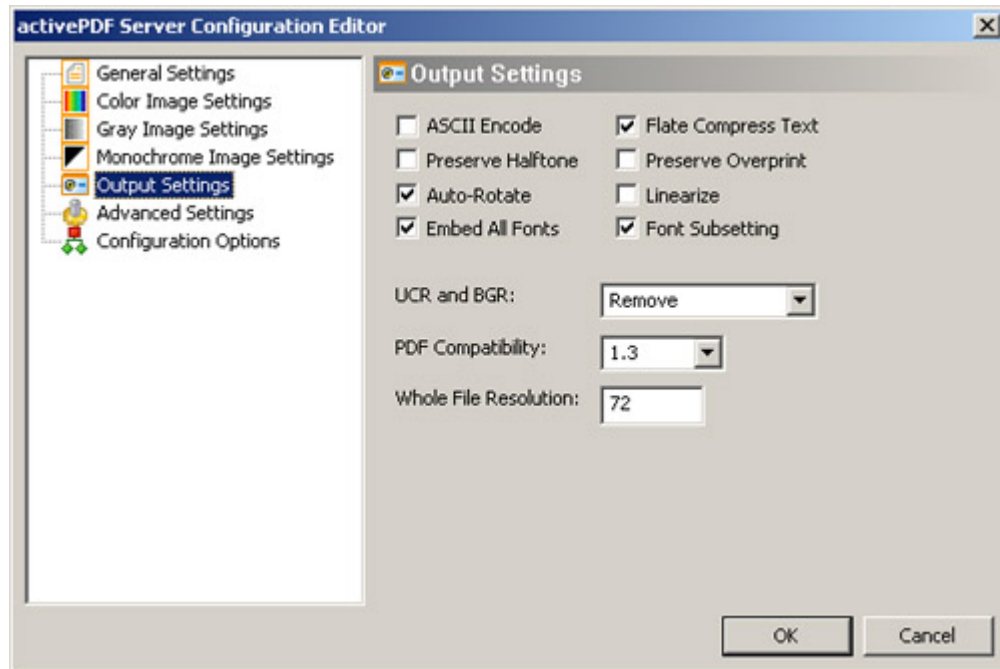 activePDF Server Configuration Editor
General Settings
Color Image Settings
Gray Image Settings
Monochrome Image Settings
Output Settings
Advanced Settings
Configuration Options
Output Settings
ASCII Encode
Flate Compress Text
Preserve Halftone
Preserve Overprint
Auto-Rotate
Linearize
Embed All Fonts
Font Subsetting
UCR and BGR:
Remove
PDF Compatibility:
1.3
Whole File Resolution:
72
OK
Cancel